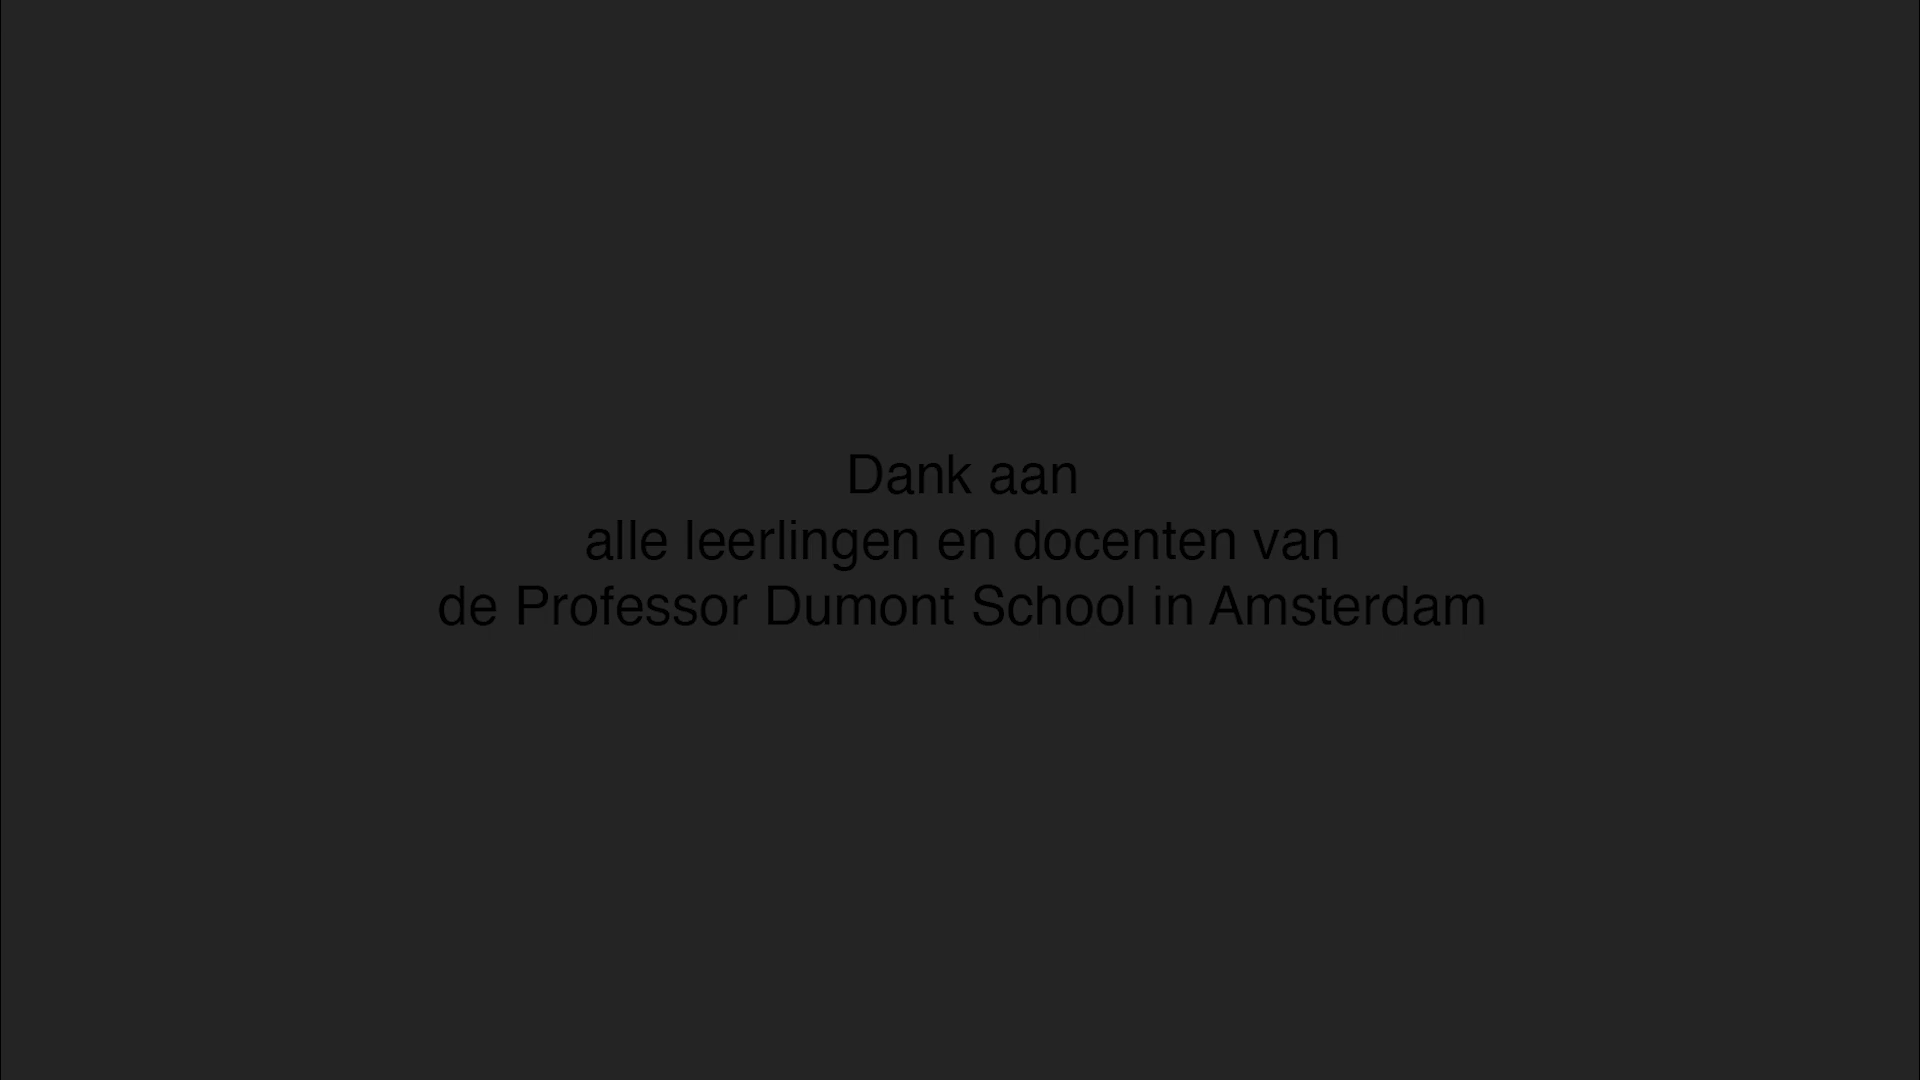 Dank aan
alle leerlingen en docenten van
de Professor Dumont School in Amsterdam